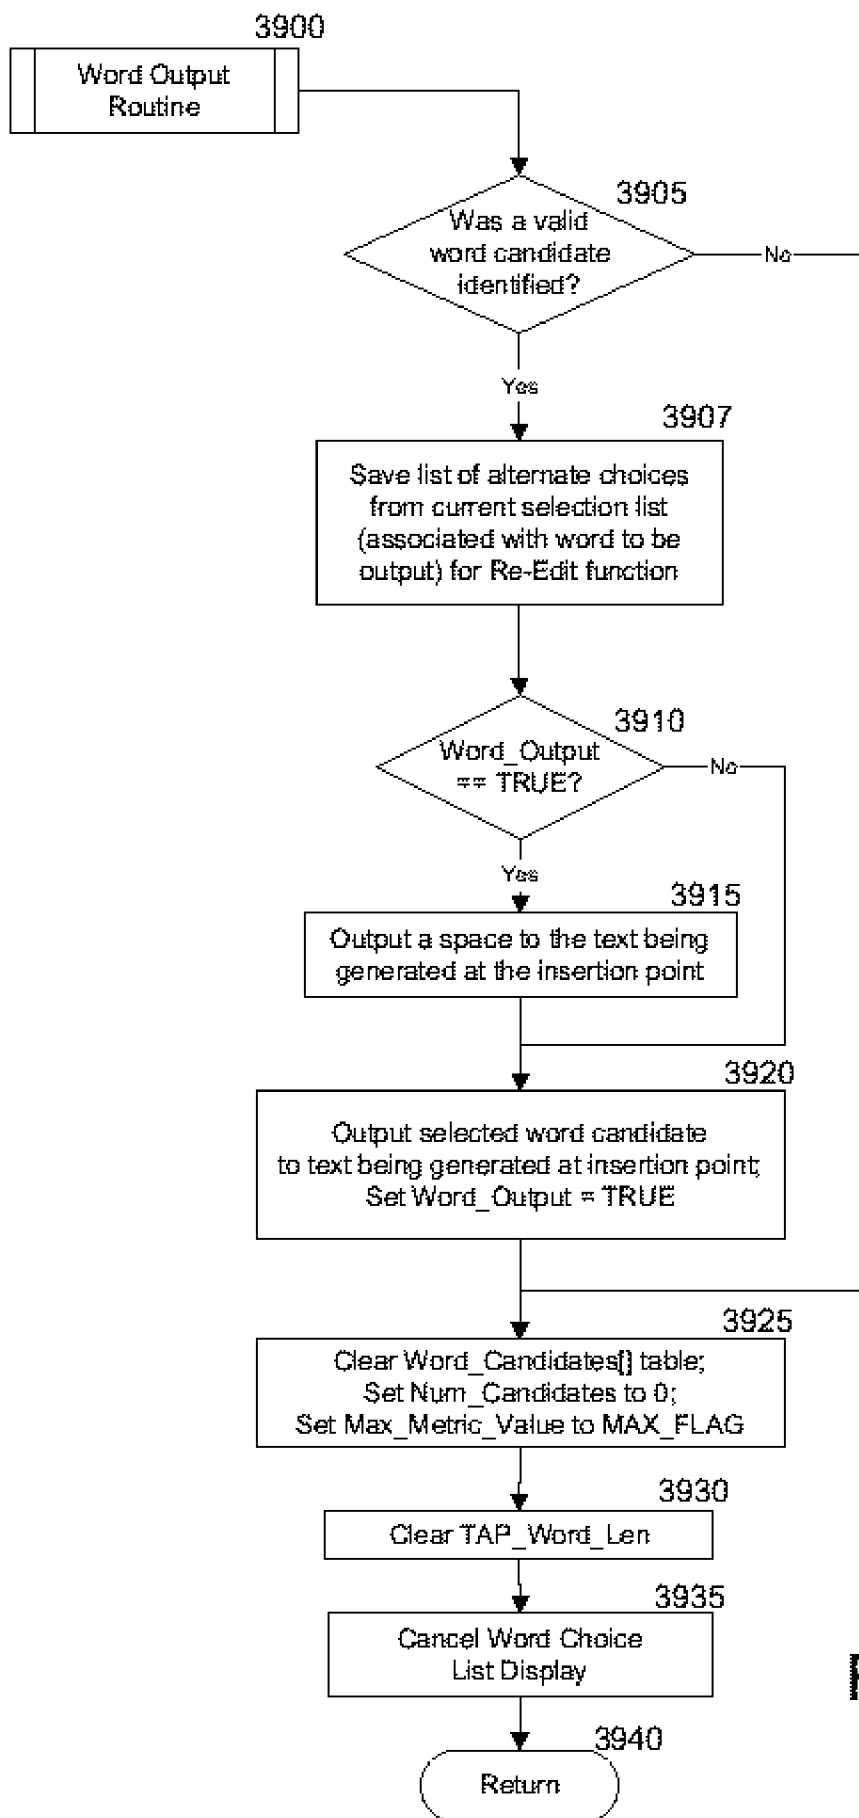 3900
Word Output
Routine
3905
Was a valid
word candidate
identified?
No
Yes
3907
Save list of alternate choices
from current selection list
(associated with word to be
output) for Re-Edit function
3910
Word_Output
== TRUE?
No
Yes
3915
Output a space to the text being
generated at the insertion point
3920
Output selected word candidate
to text being generated at insertion point;
Set Word_Output = TRUE
3925
Clear Word_Candidates[] table;
Set Num_Candidates to 0;
Set Max_Metric_Value to MAX_FLAG
3930
Clear TAP_Word_Len
3935
Cancel Word Choice
List Display
3940
Return